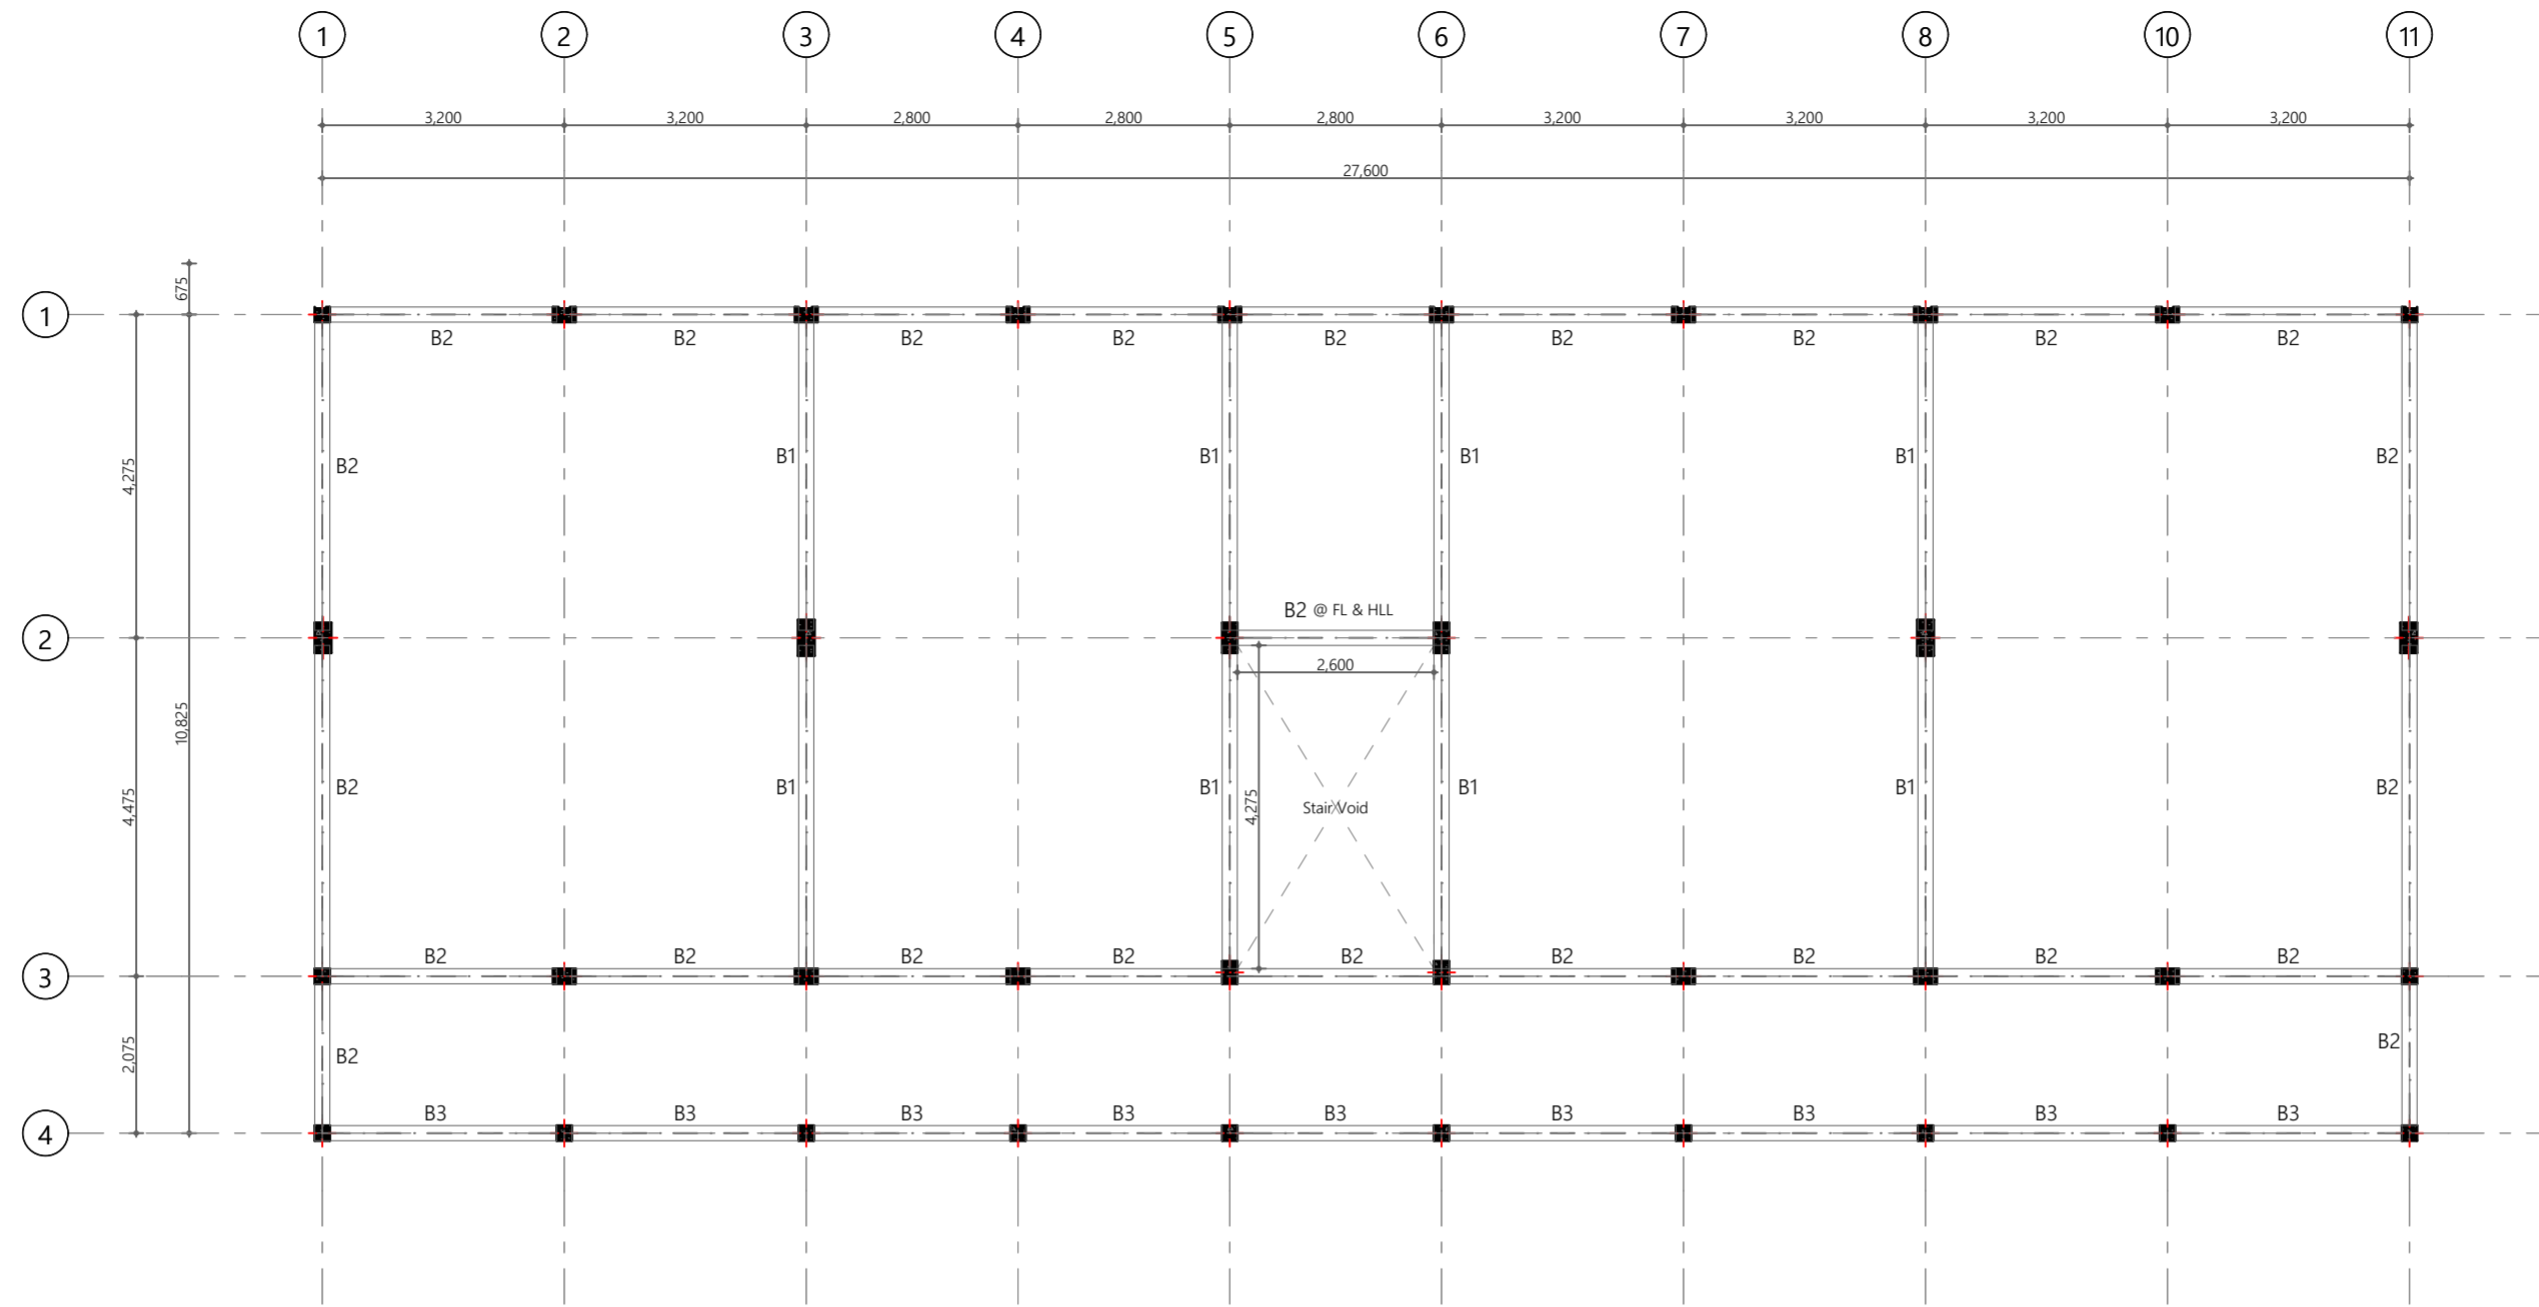 1 2 3 4 5 6 7 8 10 11
3,200 3,200 2,800 2,800 2,800 3,200 3,200 3,200 3,200
27,600
675
1
B2 B2 B2 B2 B2 B2 B2 B2 B2
4,275
B2 B1 B1 B1 B1 B2
B2 @ FL & HLL
2
2,600
10,825
4,475
B2 B1 B1 B1 B1 B2
4,275
Stair Void
B2 B2 B2 B2 B2 B2 B2 B2 B2
3
2,075
B2 B2
B3 B3 B3 B3 B3 B3 B3 B3 B3
4